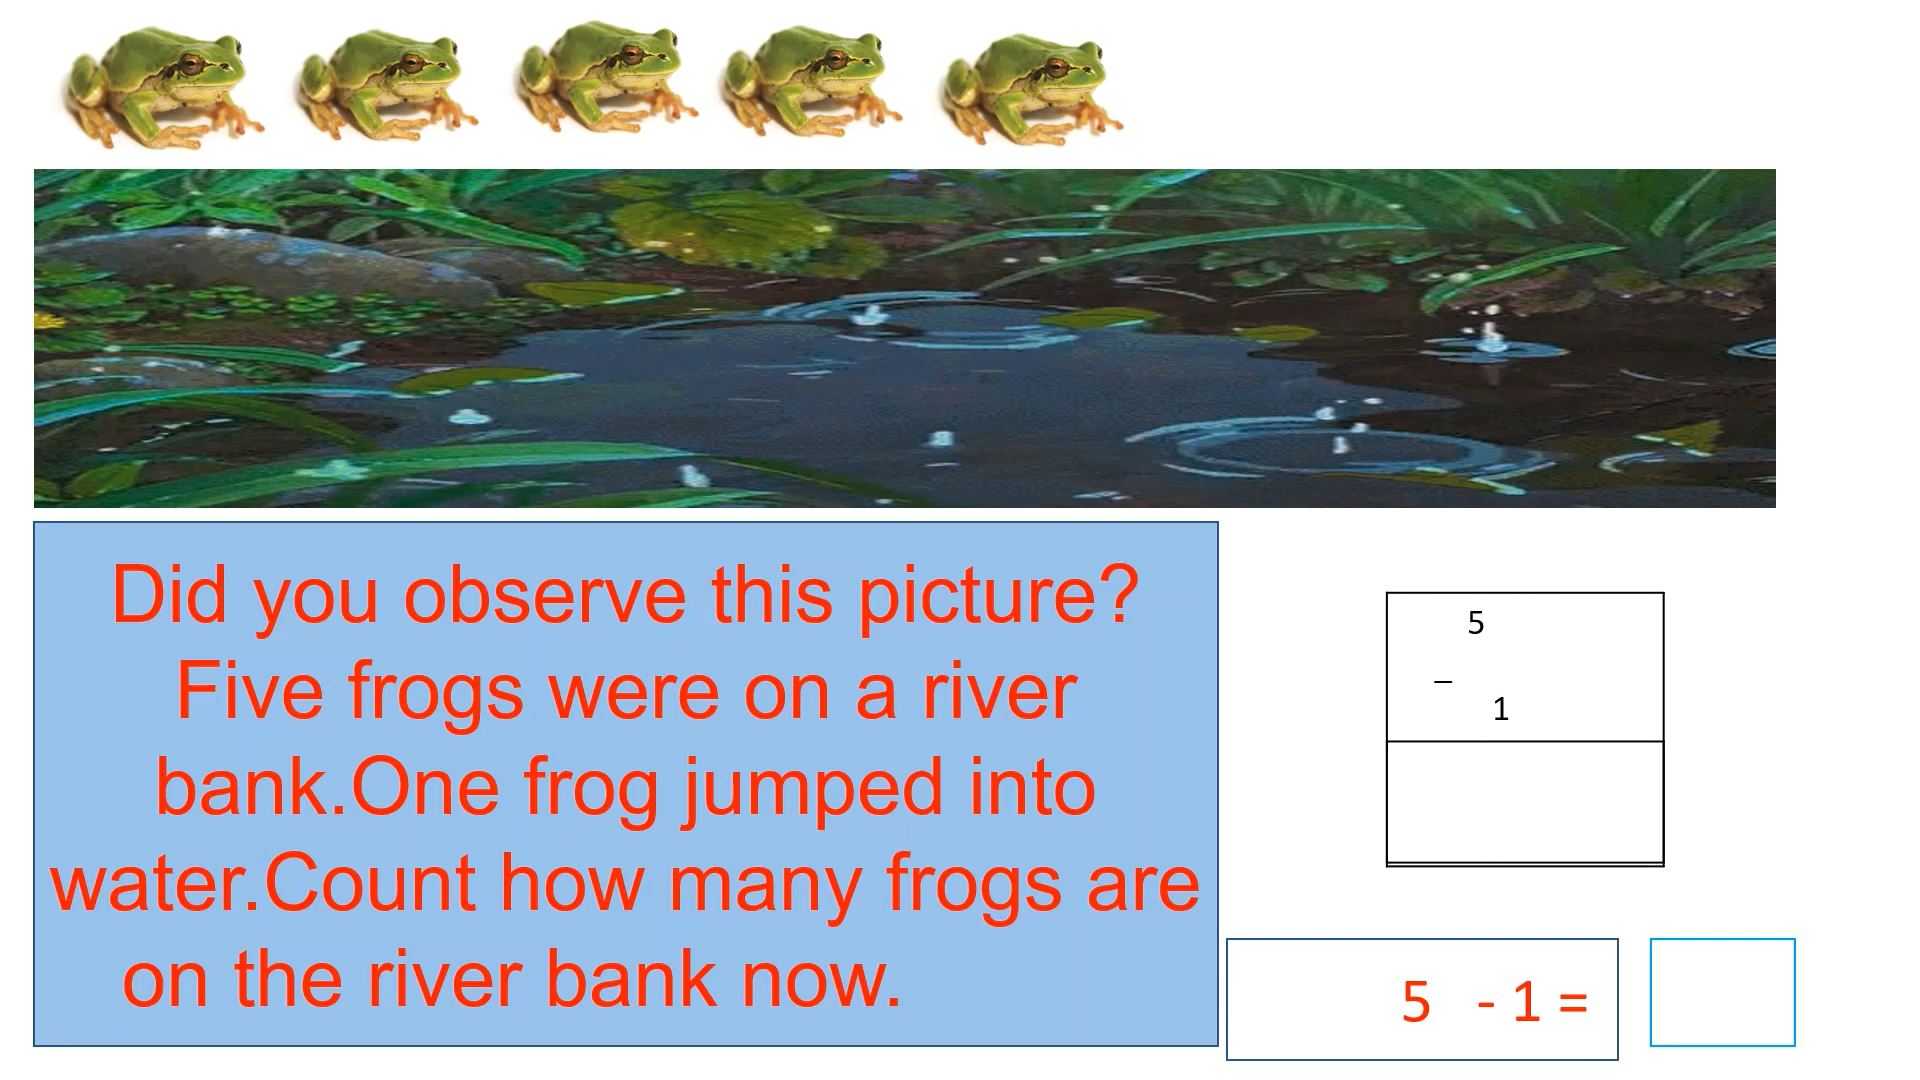 Did you observe this picture?
Five frogs were on a river
bank.One frog jumped into
water.Count how many frogs are
on the river bank now.
5
–
1
5 - 1 =